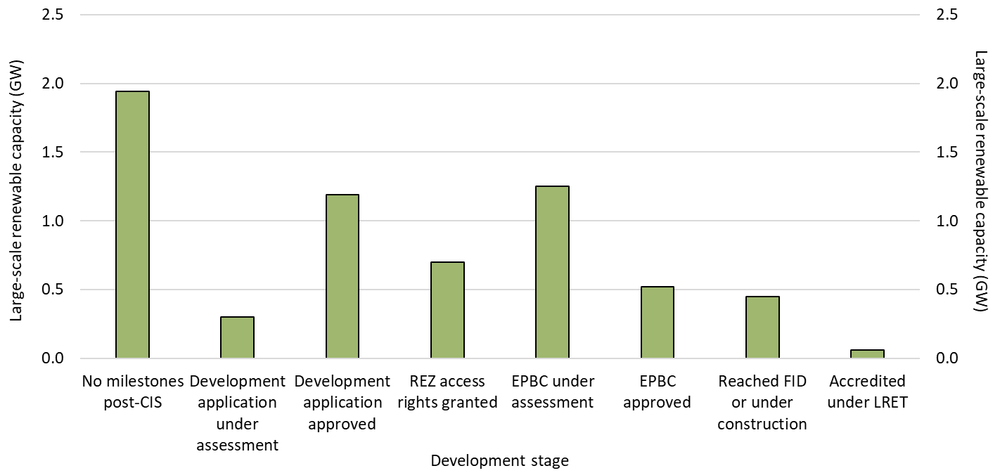 2.5
2.0
1.5
1.0
0.5
0.0
Large-scale renewable capacity (GW)
2.5
2.0
1.5
1.0
0.5
0.0
Large-scale renewable capacity (GW)
No milestones
post-CIS
Development
application
under
assessment
Development
application
approved
REZ access
rights granted
EPBC under
assessment
EPBC
approved
Reached FID
or under
construction
Accredited
under LRET
Development stage